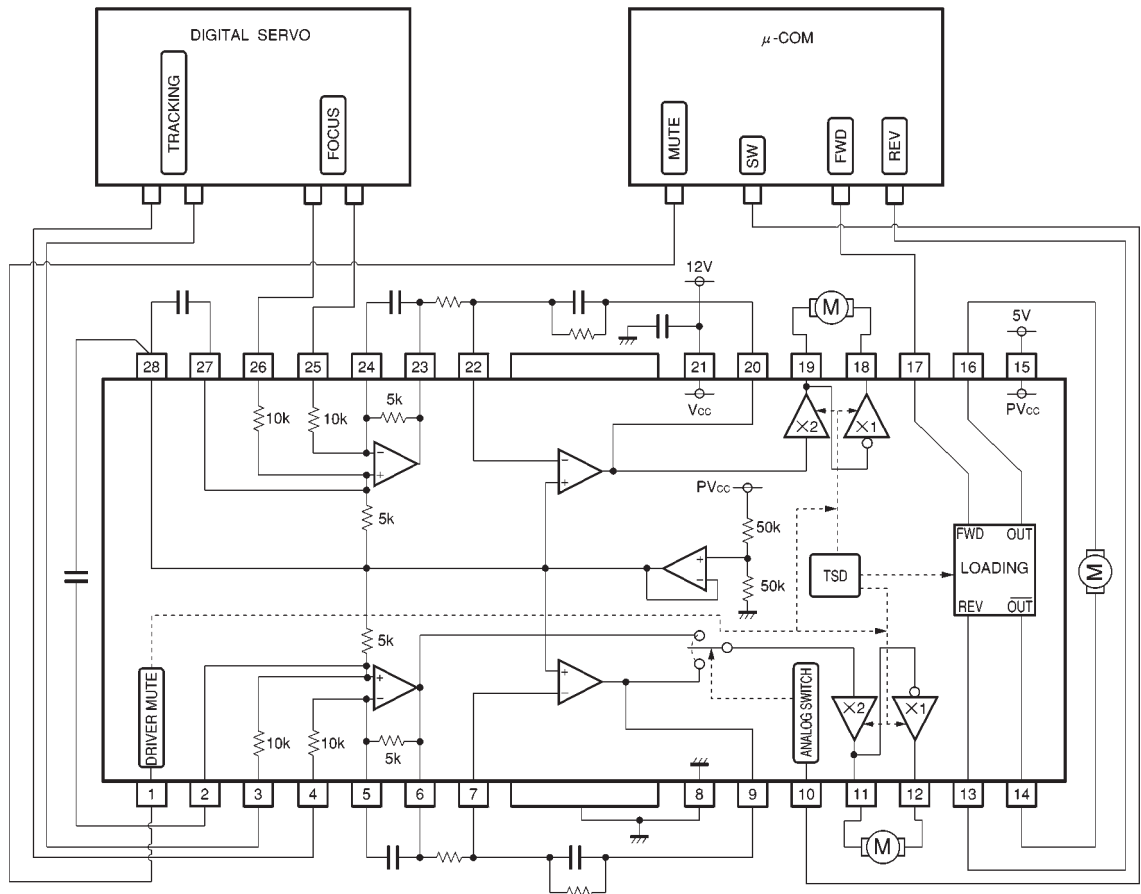 DIGITAL SERVO
μ-COM
TRACKING
FOCUS
MUTE
SW
FWD
REV
12V
M
5V
28
27
26
25
24
23
22
21
20
19
18
17
16
15
10k
10k
5k
Vcc
×2
×1
PVcc
5k
PVcc
50k
50k
TSD
FWD
OUT
LOADING
REV
OUT
M
5k
DRIVER MUTE
10k
10k
5k
ANALOG SWITCH
×2
×1
1
2
3
4
5
6
7
8
9
10
11
12
13
14
M